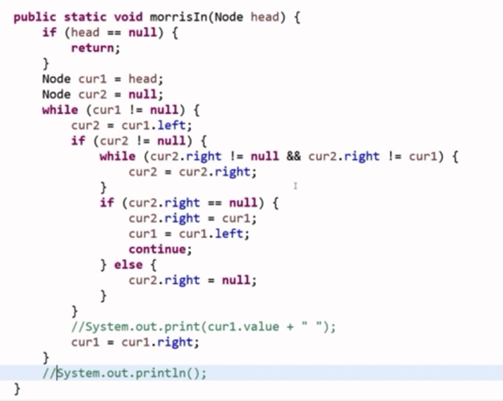 public static void morrisIn(Node head) {
    if (head == null) {
        return;
    }
    Node cur1 = head;
    Node cur2 = null;
    while (cur1 != null) {
        cur2 = cur1.left;
        if (cur2 != null) {
            while (cur2.right != null && cur2.right != cur1) {
                cur2 = cur2.right;
            }
            if (cur2.right == null) {
                cur2.right = cur1;
                cur1 = cur1.left;
                continue;
            } else {
                cur2.right = null;
            }
        }
        //System.out.print(cur1.value + " ");
        cur1 = cur1.right;
    }
    //System.out.println();
}